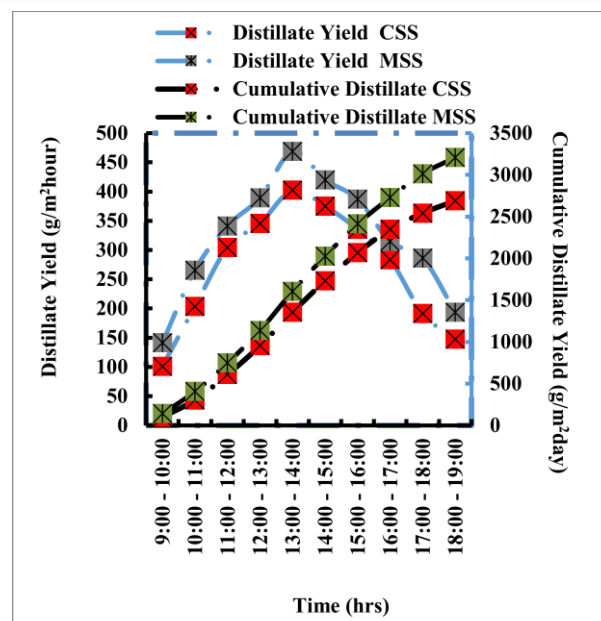 Distillate Yield CSS
Distillate Yield MSS
Cumulative Distillate CSS
Cumulative Distillate MSS
Distillate Yield (g/m²hour)
500
450
400
350
300
250
200
150
100
50
0
3500
3000
2500
2000
1500
1000
500
0
Cumulative Distillate Yield (g/m²day)
9:00 - 10:00
10:00 - 11:00
11:00 - 12:00
12:00 - 13:00
13:00 - 14:00
14:00 - 15:00
15:00 - 16:00
16:00 - 17:00
17:00 - 18:00
18:00 - 19:00
Time (hrs)